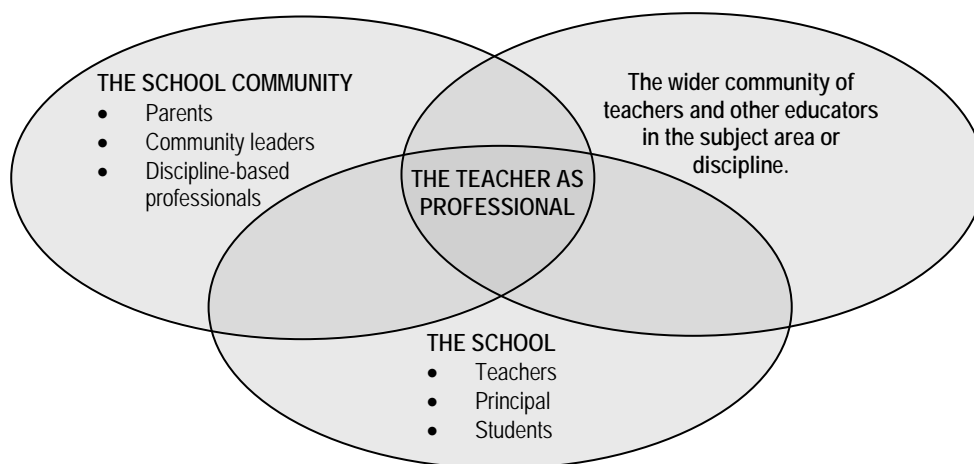 THE SCHOOL COMMUNITY
• Parents
• Community leaders
• Discipline-based
professionals
The wider community of
teachers and other educators
in the subject area or
discipline.
THE TEACHER AS
PROFESSIONAL
THE SCHOOL
• Teachers
• Principal
• Students